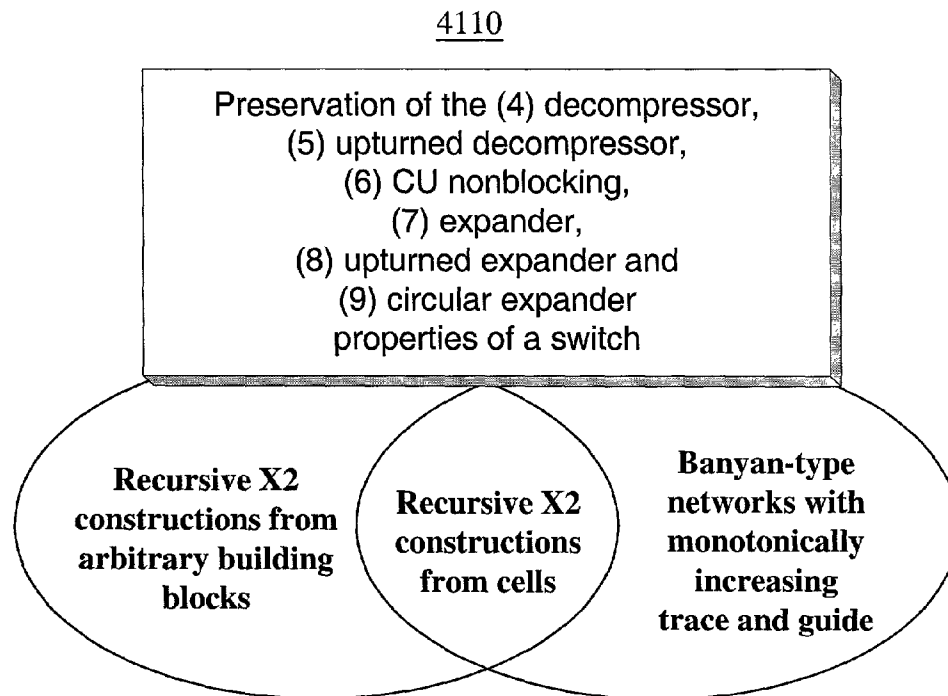 4110
Preservation of the (4) decompressor,
(5) upturned decompressor,
(6) CU nonblocking,
(7) expander,
(8) upturned expander and
(9) circular expander
properties of a switch
Recursive X2
constructions from
arbitrary building
blocks
Recursive X2
constructions
from cells
Banyan-type
networks with
monotonically
increasing
trace and guide